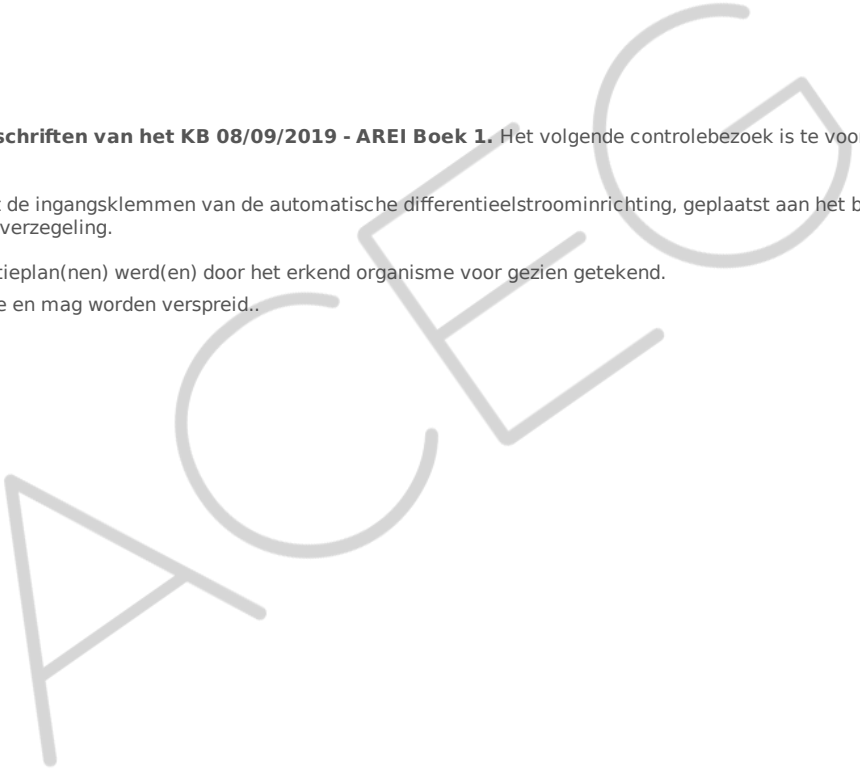 schriften van het KB 08/09/2019 - AREI Boek 1. Het volgende controlebezoek is te voor
t de ingangsklemmen van de automatische differentieelstroominrichting, geplaatst aan het b
verzegeling.
tieplan(nen) werd(en) door het erkend organisme voor gezien getekend.
e en mag worden verspreid..
ACEG